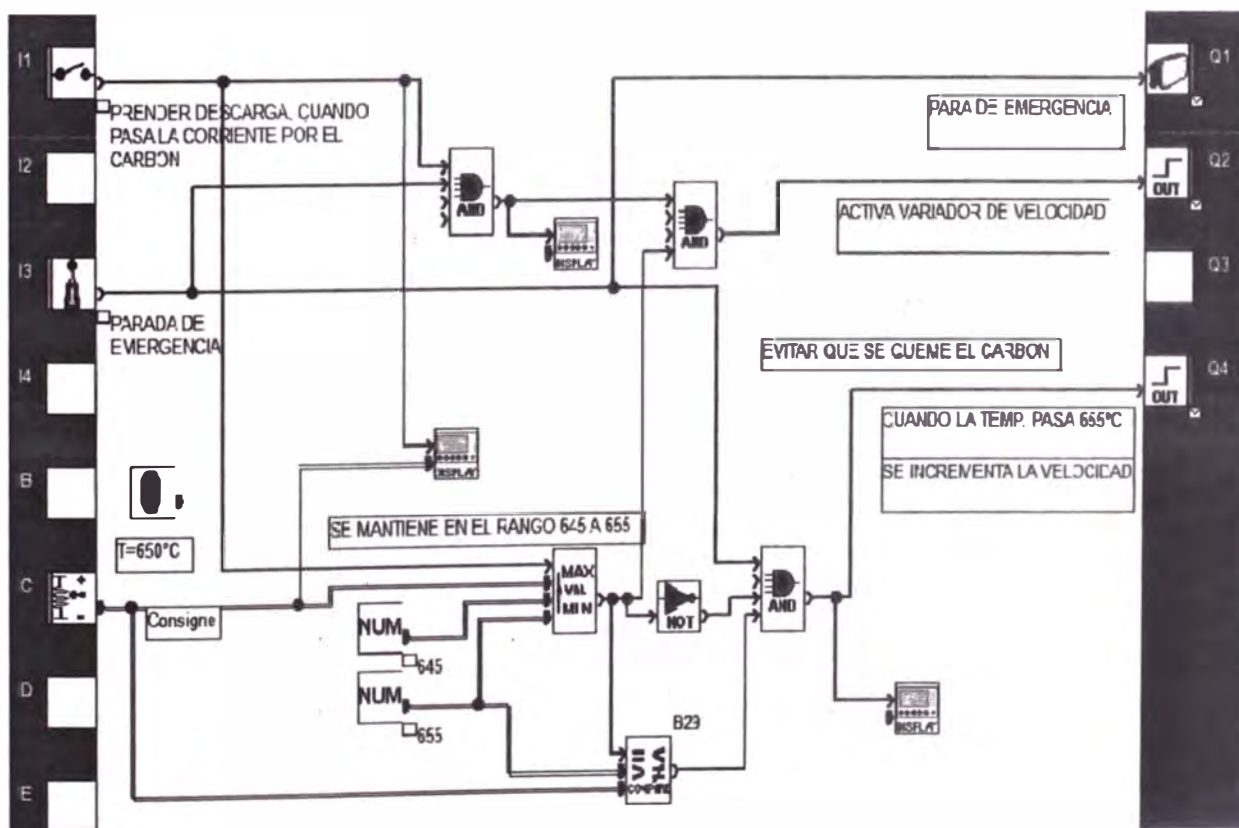 I1
PRENDER DESCARGA, CUANDO
PASA LA CORRIENTE POR EL
CARBON
I2
AND
DISPLAY
AND
I3
PARADA DE
EMERGENCIA
I4
B
T=650°C
C
Consigne
D
E
DISPLAY
SE MANTIENE EN EL RANGO 645 A 655
MAX
VAL
MIN
NUM
645
NUM
655
NOT
AND
B29
COMPARE
DISPLAY
Q1
PARA DE EMERGENCIA
Q2
OUT
ACTIVA VARIADOR DE VELOCIDAD
Q3
EVITAR QUE SE QUEME EL CARBON
Q4
OUT
CUANDO LA TEMP. PASA 655°C
SE INCREMENTA LA VELOCIDAD